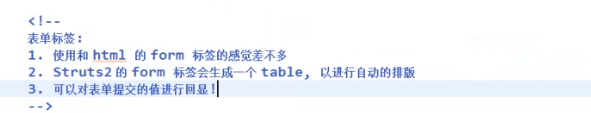 <!--
表单标签:
1. 使用和 html 的 form 标签的感觉差不多
2. Struts2 的 form 标签会生成一个 table, 以进行自动的排版
3. 可以对表单提交的值进行回显!
-->